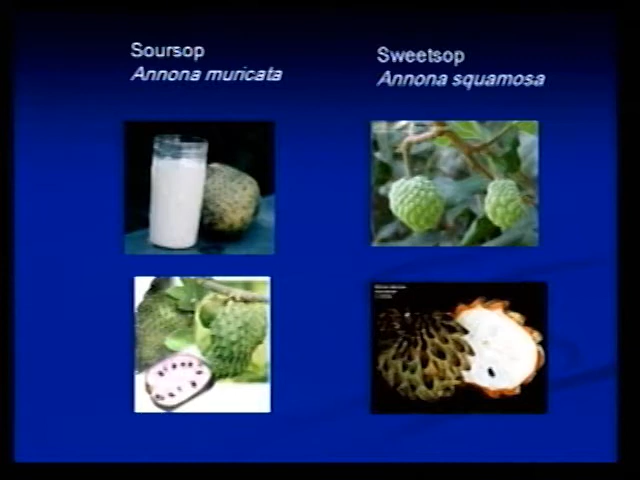 Soursop
Annona muricata
Sweetsop
Annona squamosa